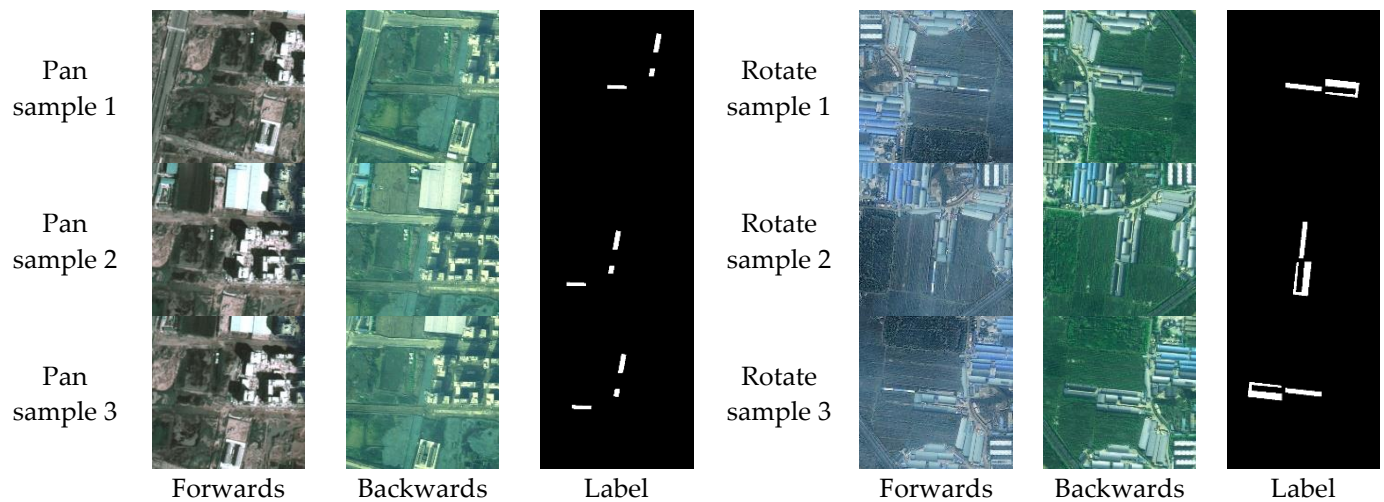 Pan
sample 1
Rotate
sample 1
Pan
sample 2
Rotate
sample 2
Pan
sample 3
Rotate
sample 3
Forwards
Backwards
Label
Forwards
Backwards
Label